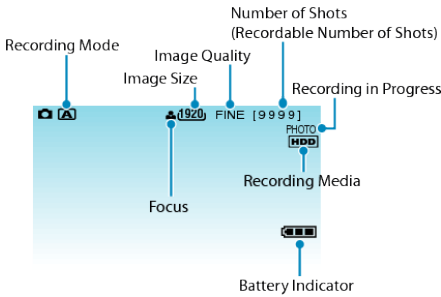 Number of Shots
(Recordable Number of Shots)
Recording Mode
Image Quality
Image Size
Recording in Progress
A 1920 FINE [9999]
PHOTO
HDD
Recording Media
Focus
Battery Indicator